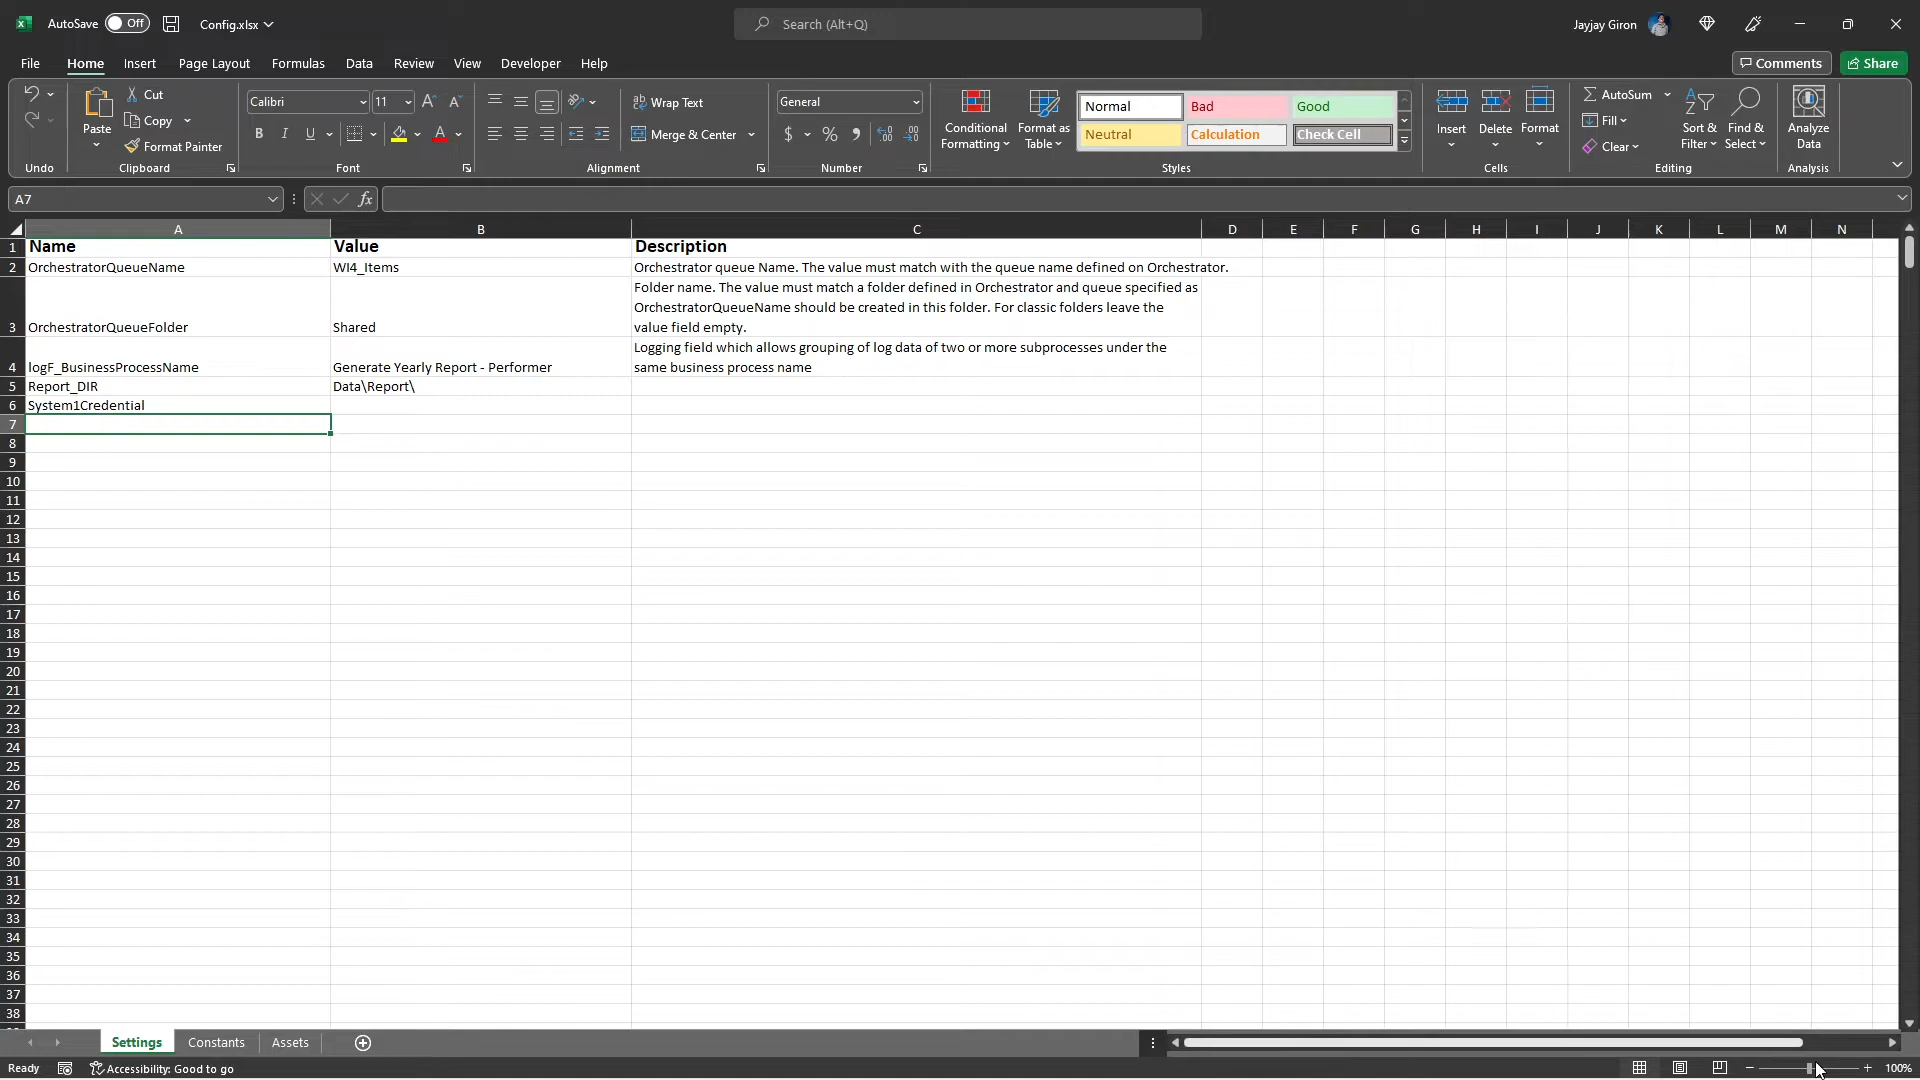 AutoSave Off Config.xlsx Search (Alt+Q) Jayjay Giron
File Home Insert Page Layout Formulas Data Review View Developer Help Comments Share
Cut
Copy
Format Painter
Paste
Undo Clipboard
Calibri 11
B I U A
Font
Wrap Text
Merge & Center
Alignment
General
$ % 9
Number
Conditional Formatting
Format as Table
Normal Bad Good
Neutral Calculation Check Cell
Styles
Insert Delete Format
Cells
AutoSum
Fill
Clear
Sort & Filter
Find & Select
Editing
Analyze Data
Analysis
A7 fx
A B C D E F G H I J K L M N
1 Name Value Description
2 OrchestratorQueueName WI4_Items Orchestrator queue Name. The value must match with the queue name defined on Orchestrator.
Folder name. The value must match a folder defined in Orchestrator and queue specified as
OrchestratorQueueName should be created in this folder. For classic folders leave the
3 OrchestratorQueueFolder Shared value field empty.
Logging field which allows grouping of log data of two or more subprocesses under the
4 logF_BusinessProcessName Generate Yearly Report - Performer same business process name
5 Report_DIR Data\Report\
6 System1Credential
7
8
9
10
11
12
13
14
15
16
17
18
19
20
21
22
23
24
25
26
27
28
29
30
31
32
33
34
35
36
37
38
Settings Constants Assets
Ready Accessibility: Good to go 100%